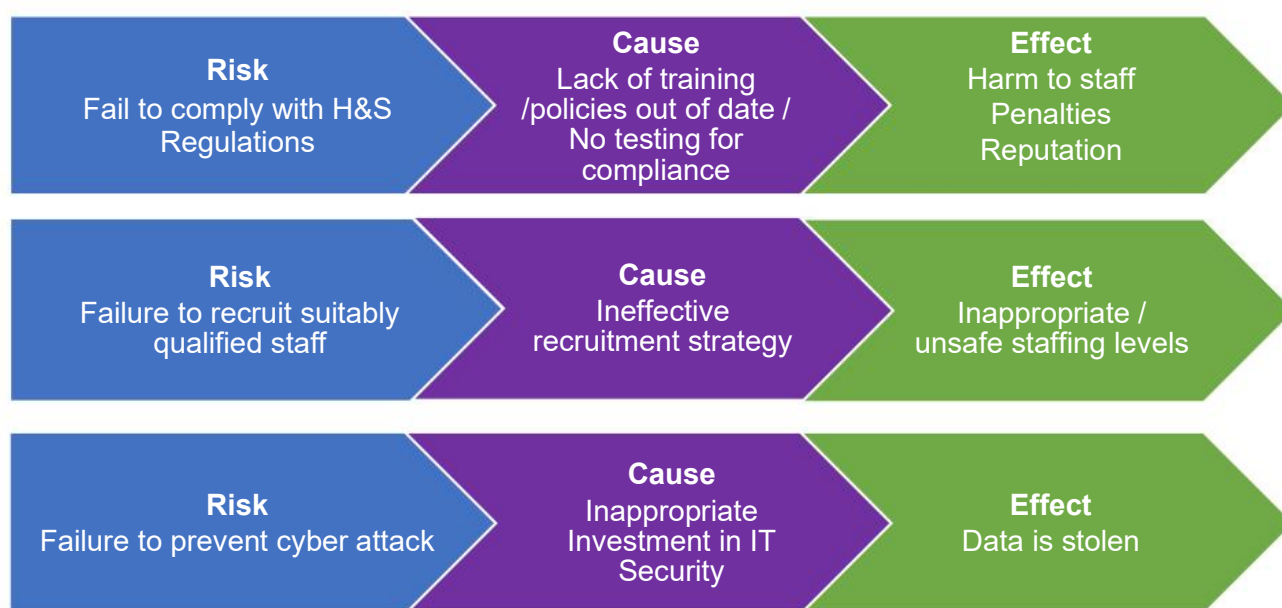 Risk
Fail to comply with H&S
Regulations
Cause
Lack of training
/policies out of date /
No testing for
compliance
Effect
Harm to staff
Penalties
Reputation
Risk
Failure to recruit suitably
qualified staff
Cause
Ineffective
recruitment strategy
Effect
Inappropriate /
unsafe staffing levels
Risk
Failure to prevent cyber attack
Cause
Inappropriate
Investment in IT
Security
Effect
Data is stolen